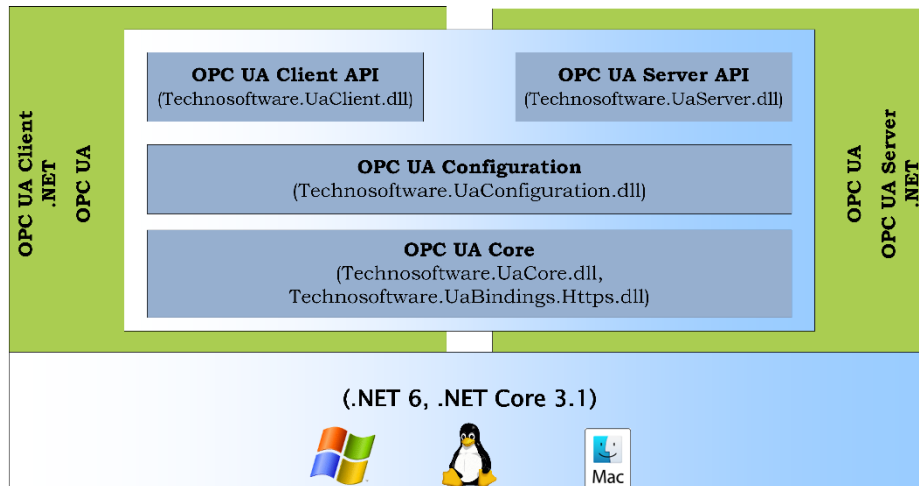 OPC UA Client
.NET
OPC UA
OPC UA Client API
(Technosoftware.UaClient.dll)
OPC UA Server API
(Technosoftware.UaServer.dll)
OPC UA Configuration
(Technosoftware.UaConfiguration.dll)
OPC UA Core
(Technosoftware.UaCore.dll,
Technosoftware.UaBindings.Https.dll)
OPC UA
OPC UA Server
.NET
(.NET 6, .NET Core 3.1)
Mac